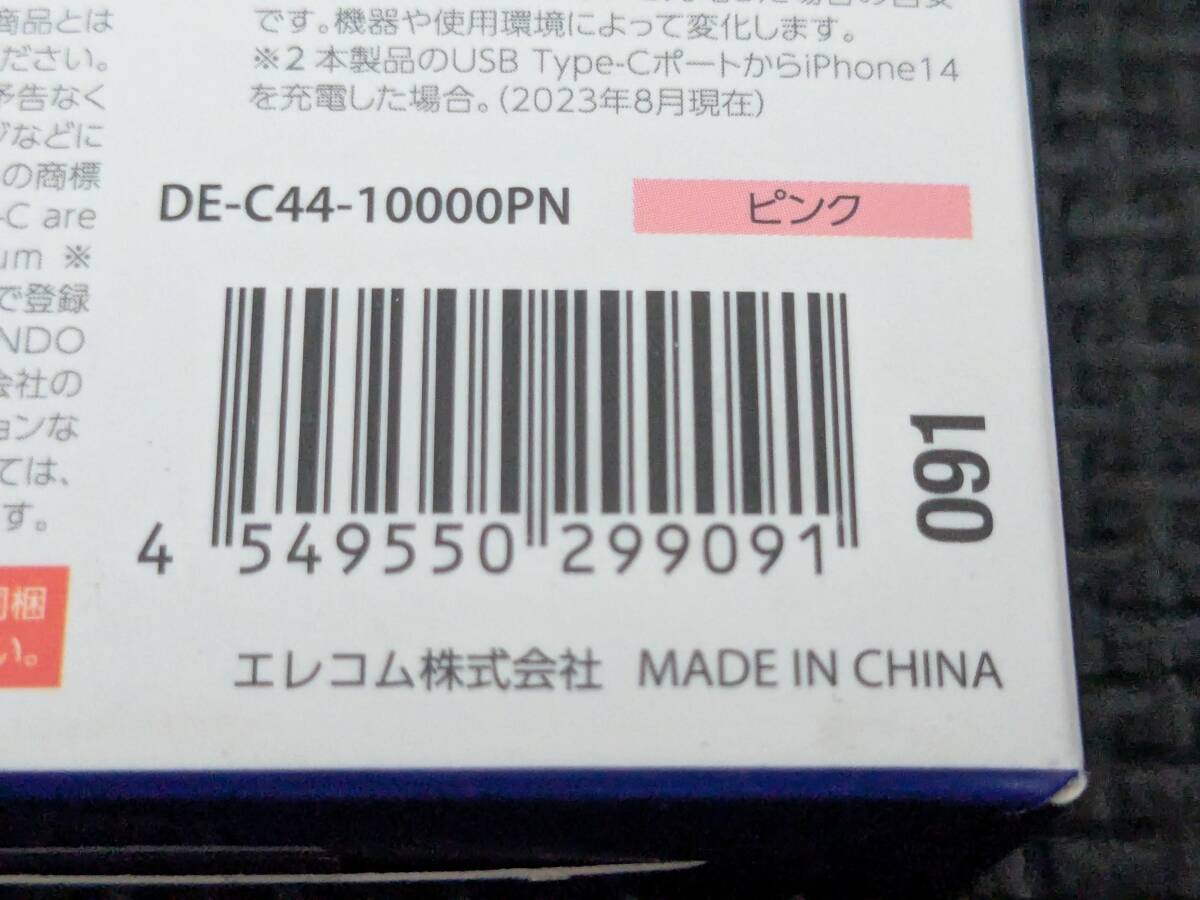 商品とは
ださい。
予告なく
ジなどに
の商標
-C are
um ※
で登録
NDO
会社の
ョンな
ては、
す。
同梱
い。
です。機器や使用環境によって変化します。
※2 本製品のUSB Type-CポートからiPhone14
を充電した場合。(2023年8月現在)
DE-C44-10000PN ピンク
4 549550 299091
091
エレコム株式会社 MADE IN CHINA